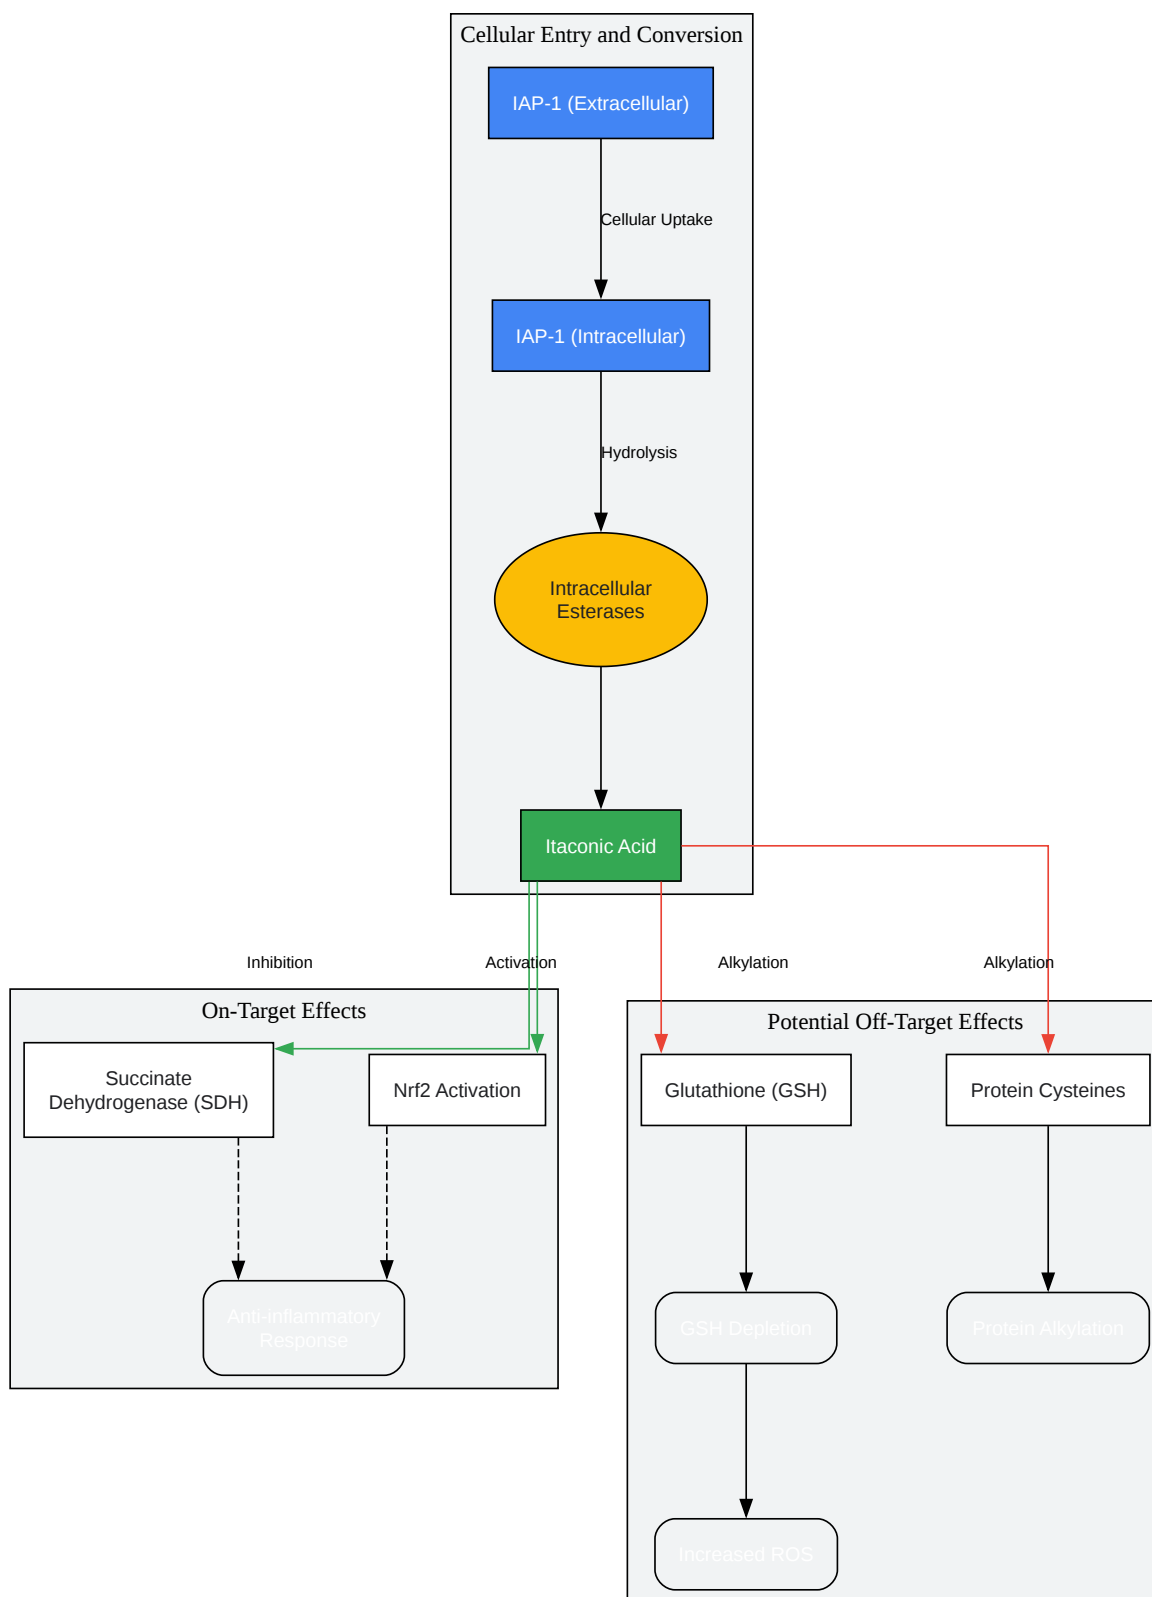 Cellular Entry and Conversion
IAP-1 (Extracellular)
Cellular Uptake
IAP-1 (Intracellular)
Hydrolysis
Intracellular
Esterases
Itaconic Acid
Inhibition
Activation
Alkylation
Alkylation
On-Target Effects
Succinate
Dehydrogenase (SDH)
Nrf2 Activation
Anti-inflammatory
Response
Potential Off-Target Effects
Glutathione (GSH)
Protein Cysteines
GSH Depletion
Protein Alkylation
Increased ROS